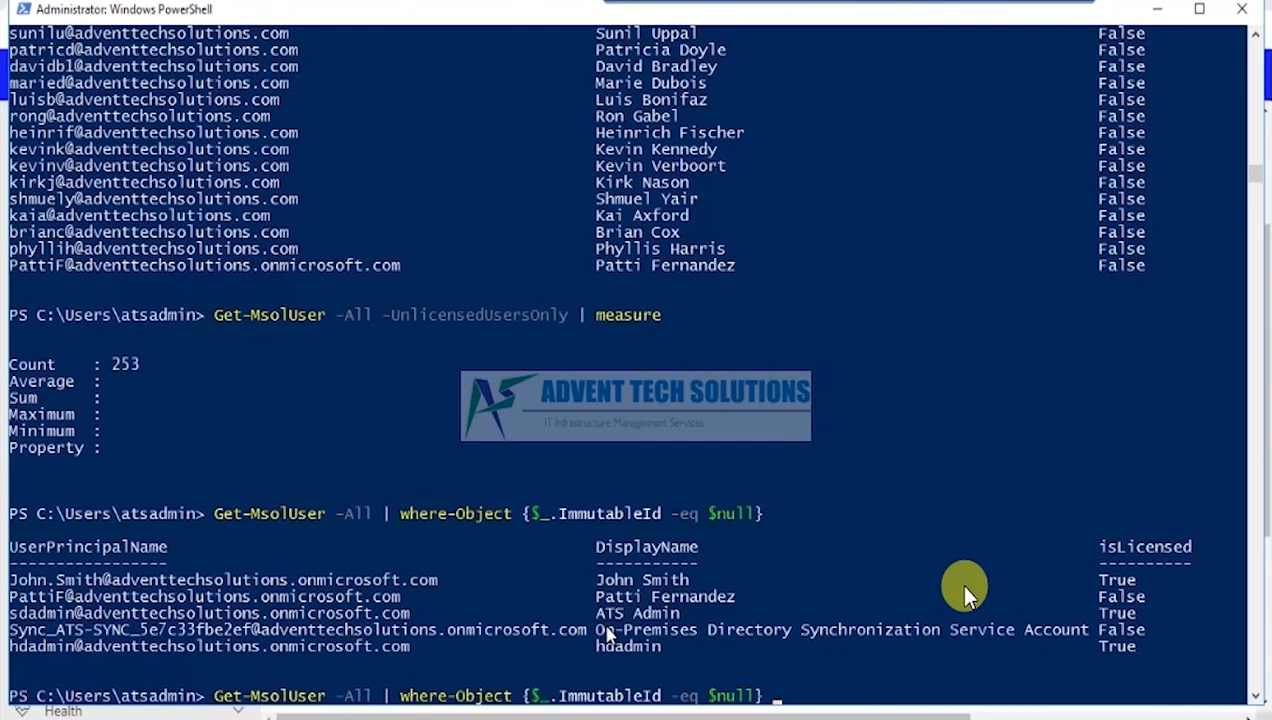 Administrator: Windows PowerShell
sunilu@adventtechsolutions.com Sunil Uppal False
patricd@adventtechsolutions.com Patricia Doyle False
davidbl@adventtechsolutions.com David Bradley False
maried@adventtechsolutions.com Marie Dubois False
luisb@adventtechsolutions.com Luis Bonifaz False
rong@adventtechsolutions.com Ron Gabel False
heinrif@adventtechsolutions.com Heinrich Fischer False
kevink@adventtechsolutions.com Kevin Kennedy False
kevinv@adventtechsolutions.com Kevin Verboort False
kirkj@adventtechsolutions.com Kirk Nason False
shmuely@adventtechsolutions.com Shmuel Yair False
kaia@adventtechsolutions.com Kai Axford False
brianc@adventtechsolutions.com Brian Cox False
phyllih@adventtechsolutions.com Phyllis Harris False
PattiF@adventtechsolutions.onmicrosoft.com Patti Fernandez False
PS C:\Users\atsadmin> Get-MsolUser -All -UnlicensedUsersOnly | measure
Count : 253
Average :
Sum :
Maximum :
Minimum :
Property :
ADVENT TECH SOLUTIONS
IT Infrastructure Management Services
PS C:\Users\atsadmin> Get-MsolUser -All | where-Object {$_.ImmutableId -eq $null}
UserPrincipalName DisplayName isLicensed
----------------- ----------- ----------
John.Smith@adventtechsolutions.onmicrosoft.com John Smith True
PattiF@adventtechsolutions.onmicrosoft.com Patti Fernandez False
sdadmin@adventtechsolutions.onmicrosoft.com ATS Admin True
Sync_ATS-SYNC_5e7c33fbe2ef@adventtechsolutions.onmicrosoft.com On-Premises Directory Synchronization Service Account False
hdadmin@adventtechsolutions.onmicrosoft.com hdadmin True
PS C:\Users\atsadmin> Get-MsolUser -All | where-Object {$_.ImmutableId -eq $null} _
Health